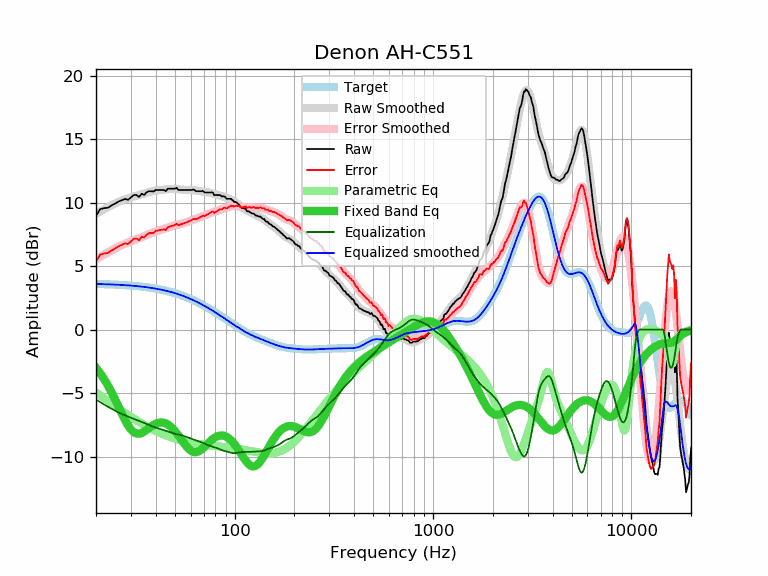 Denon AH-C551
20
15
10
5
0
−5
−10
Amplitude (dBr)
Target
Raw Smoothed
Error Smoothed
Raw
Error
Parametric Eq
Fixed Band Eq
Equalization
Equalized smoothed
100
1000
10000
Frequency (Hz)